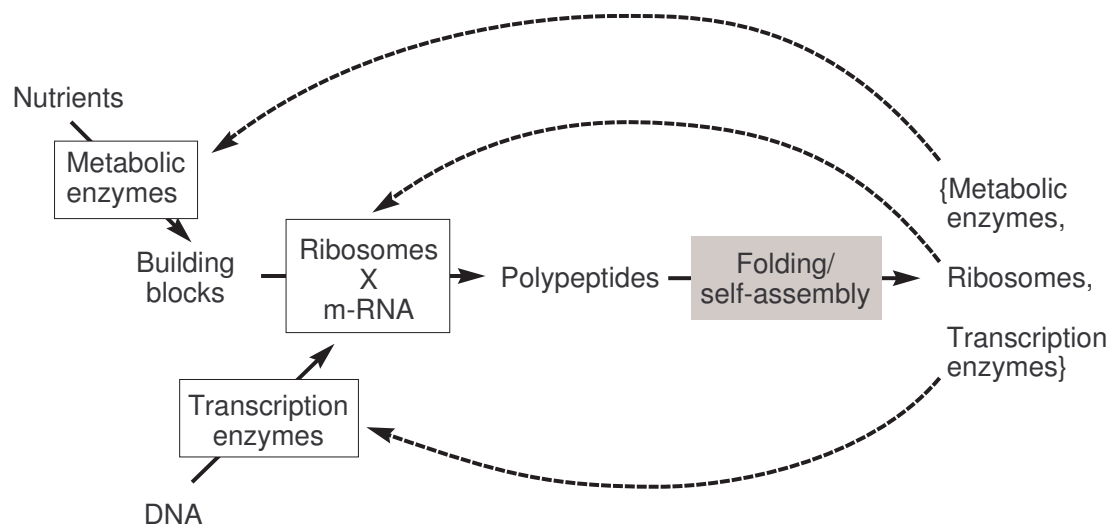 Nutrients
Metabolic
enzymes
Building
blocks
Ribosomes
X
m-RNA
Transcription
enzymes
DNA
Polypeptides
Folding/
self-assembly
{Metabolic
enzymes,
Ribosomes,
Transcription
enzymes}